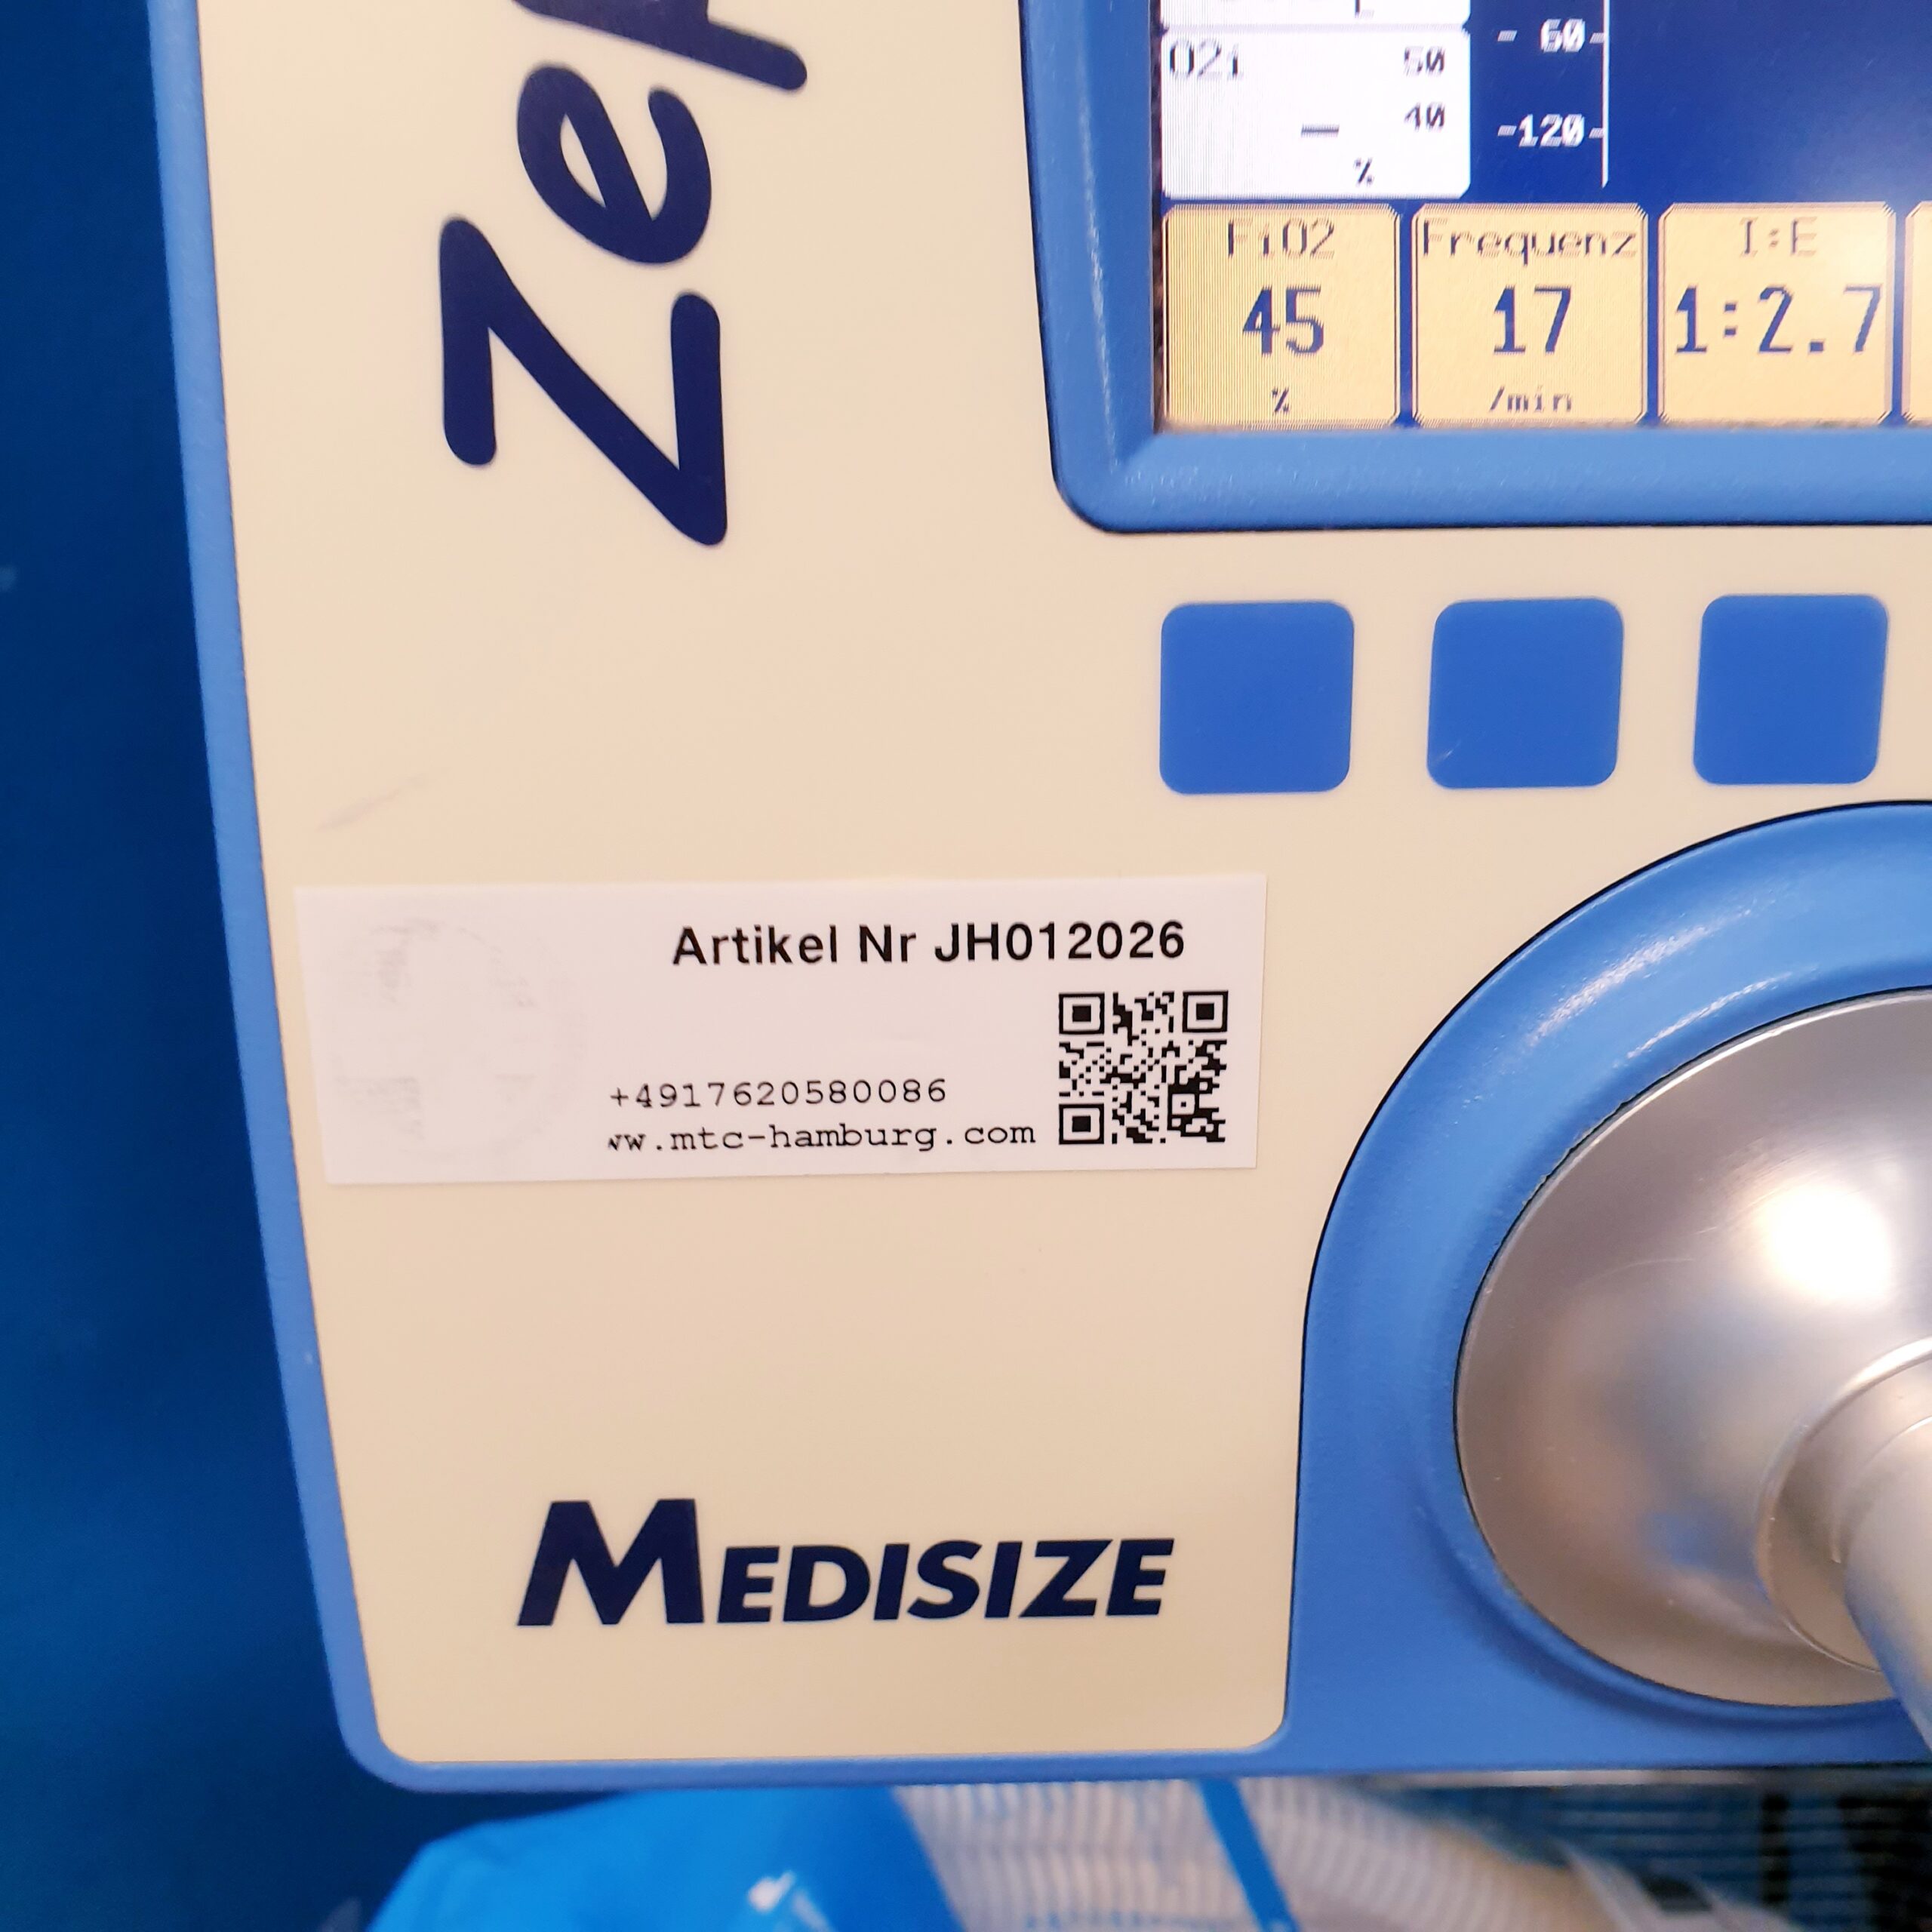 Ze
O2i 50
40
%
- 60-
-120-
FiO2 Frequenz I:E
45 17 1:2.7
% /min
Artikel Nr JH012026
+4917620580086
ww.mtc-hamburg.com
MEDISIZE